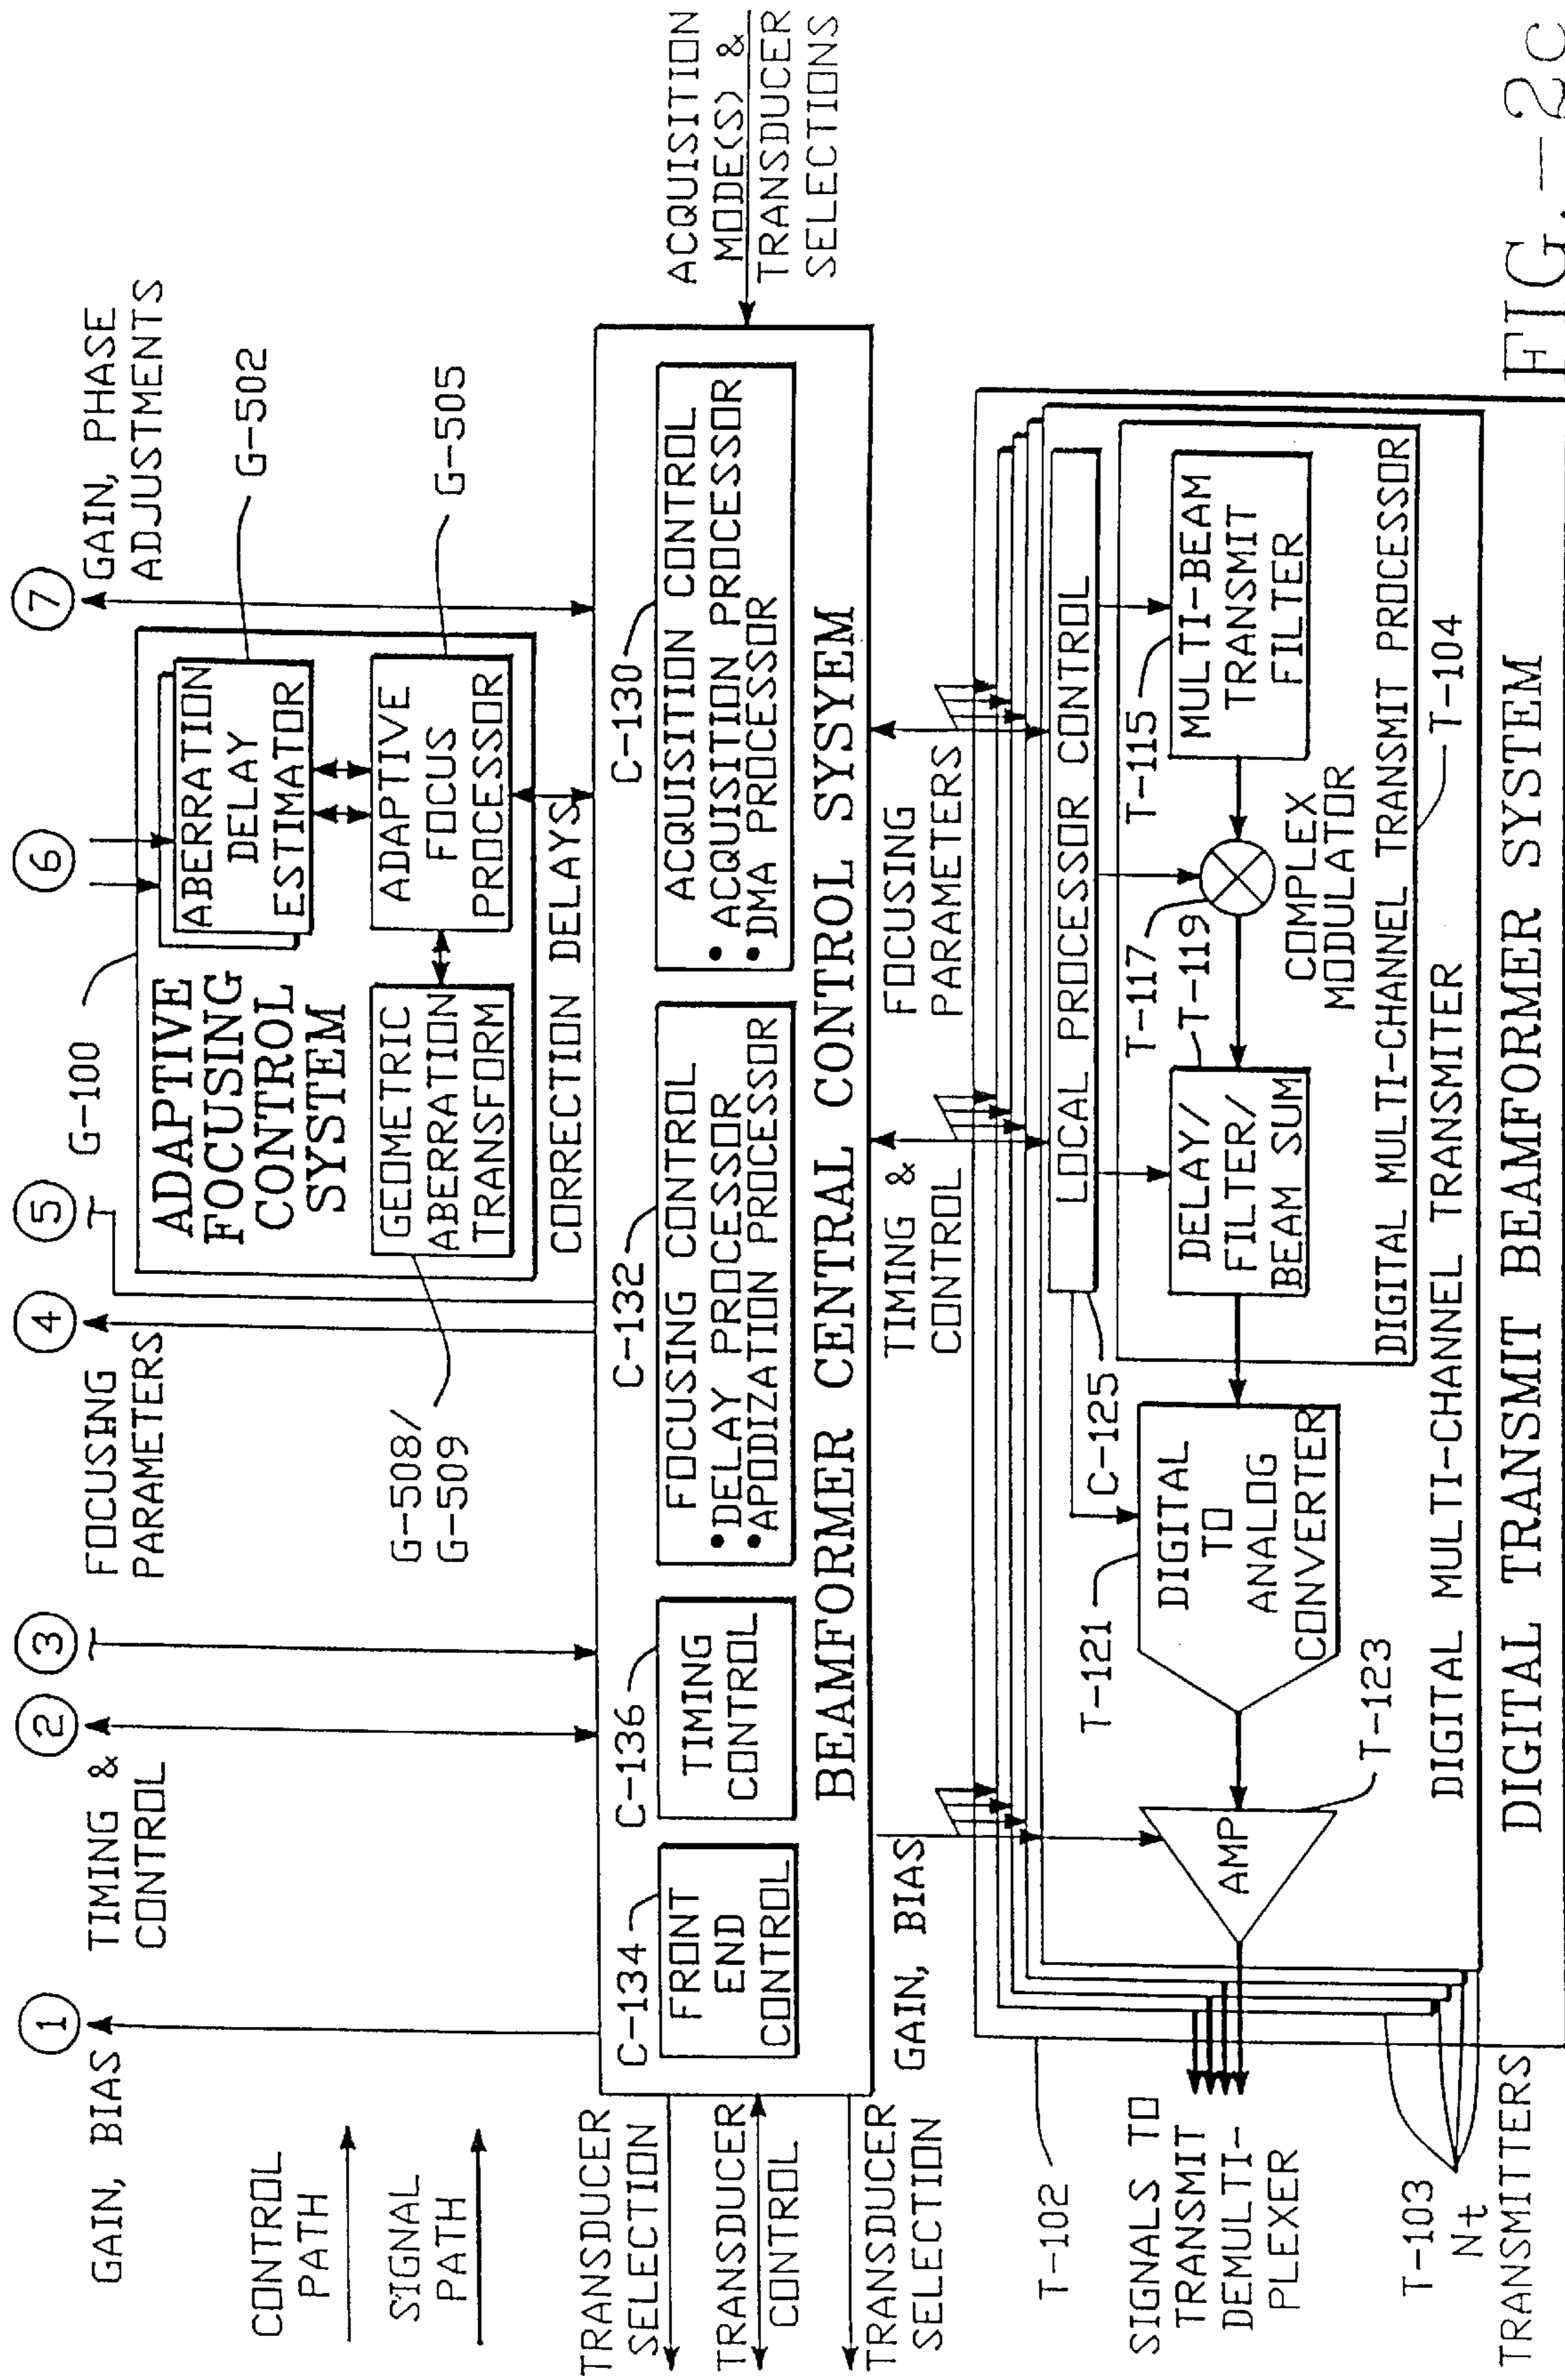 1
2
3
4
5
6
7
GAIN, BIAS
TIMING &
CONTROL
FOCUSING
PARAMETERS
G-100
GAIN, PHASE
ADJUSTMENTS
CONTROL
PATH
SIGNAL
PATH
ADAPTIVE
FOCUSING
CONTROL
SYSTEM
ABERRATION
DELAY
ESTIMATOR
G-502
GEOMETRIC
ABERRATION
TRANSFORM
ADAPTIVE
FOCUS
PROCESSOR
G-505
G-508/
G-509
CORRECTION DELAYS
TRANSDUCER
SELECTION
TRANSDUCER
CONTROL
TRANSDUCER
SELECTION
C-134
FRONT
END
CONTROL
C-136
TIMING
CONTROL
C-132
FOCUSING CONTROL
• DELAY PROCESSOR
• APODIZATION PROCESSOR
C-130
ACQUISITION CONTROL
• ACQUISITION PROCESSOR
• DMA PROCESSOR
BEAMFORMER CENTRAL CONTROL SYSYEM
ACQUISITION
MODE(S) &
TRANSDUCER
SELECTIONS
GAIN, BIAS
TIMING &
CONTROL
FOCUSING
PARAMETERS
T-102
SIGNALS TO
TRANSMIT
DEMULTI-
PLEXER
T-103
Nt
TRANSMITTERS
LOCAL PROCESSOR CONTROL
C-125
AMP
T-123
T-121
DIGITAL
TO
ANALOG
CONVERTER
DELAY/
FILTER/
BEAM SUM
T-119
T-117
COMPLEX
MODULATOR
T-115
MULTI-BEAM
TRANSMIT
FILTER
DIGITAL MULTI-CHANNEL TRANSMIT PROCESSOR
T-104
DIGITAL MULTI-CHANNEL TRANSMITER
DIGITAL TRANSMIT BEAMFORMER SYSTEM
FIG.-2c